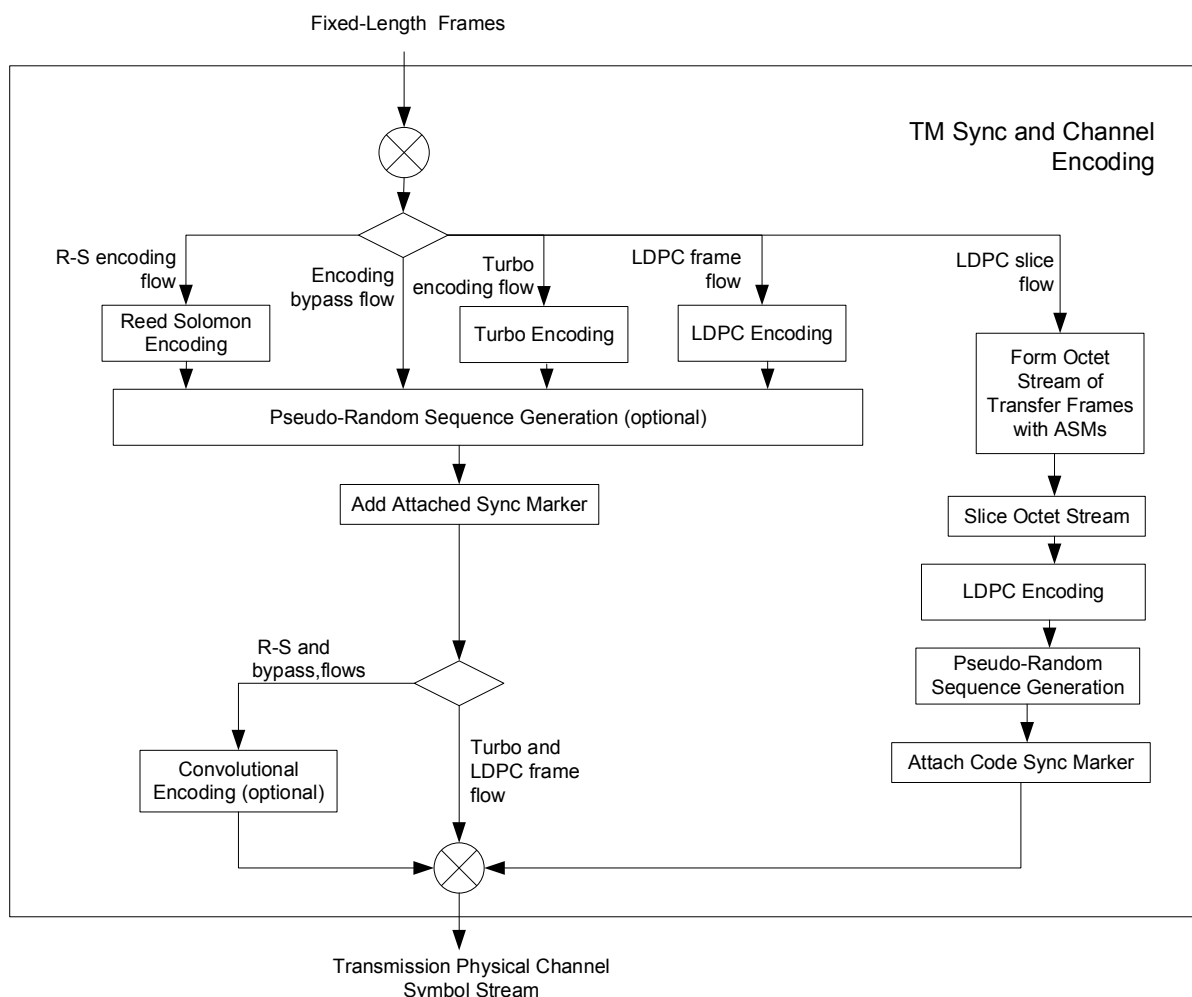 Fixed-Length Frames
TM Sync and Channel
Encoding
R-S encoding
flow
Encoding
bypass flow
Turbo
encoding flow
LDPC frame
flow
LDPC slice
flow
Reed Solomon
Encoding
Turbo Encoding
LDPC Encoding
Form Octet
Stream of
Transfer Frames
with ASMs
Pseudo-Random Sequence Generation (optional)
Add Attached Sync Marker
Slice Octet Stream
LDPC Encoding
Pseudo-Random
Sequence Generation
Attach Code Sync Marker
R-S and
bypass,flows
Turbo and
LDPC frame
flow
Convolutional
Encoding (optional)
Transmission Physical Channel
Symbol Stream